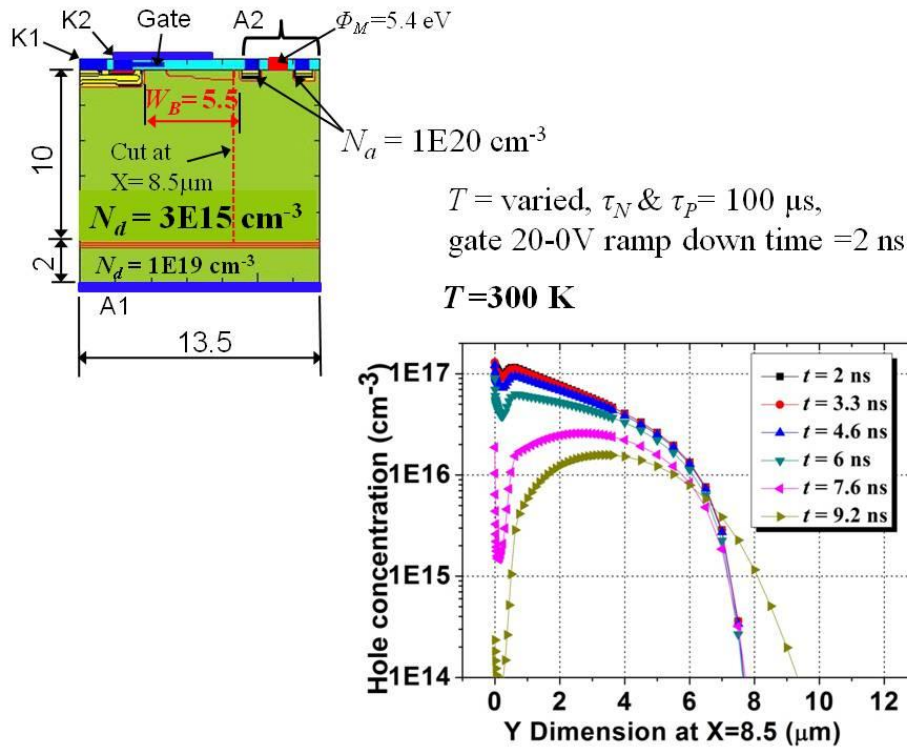 K1
K2
Gate
A2
Φ_M=5.4 eV
W_B= 5.5
Cut at
X= 8.5μm
10
N_d = 3E15 cm-3
2
N_d = 1E19 cm-3
A1
13.5
N_a = 1E20 cm-3
T = varied, τ_N & τ_P= 100 μs,
gate 20-0V ramp down time =2 ns
T =300 K
Hole concentration (cm-3)
1E17
1E16
1E15
1E14
t = 2 ns
t = 3.3 ns
t = 4.6 ns
t = 6 ns
t = 7.6 ns
t = 9.2 ns
0 2 4 6 8 10 12
Y Dimension at X=8.5 (μm)